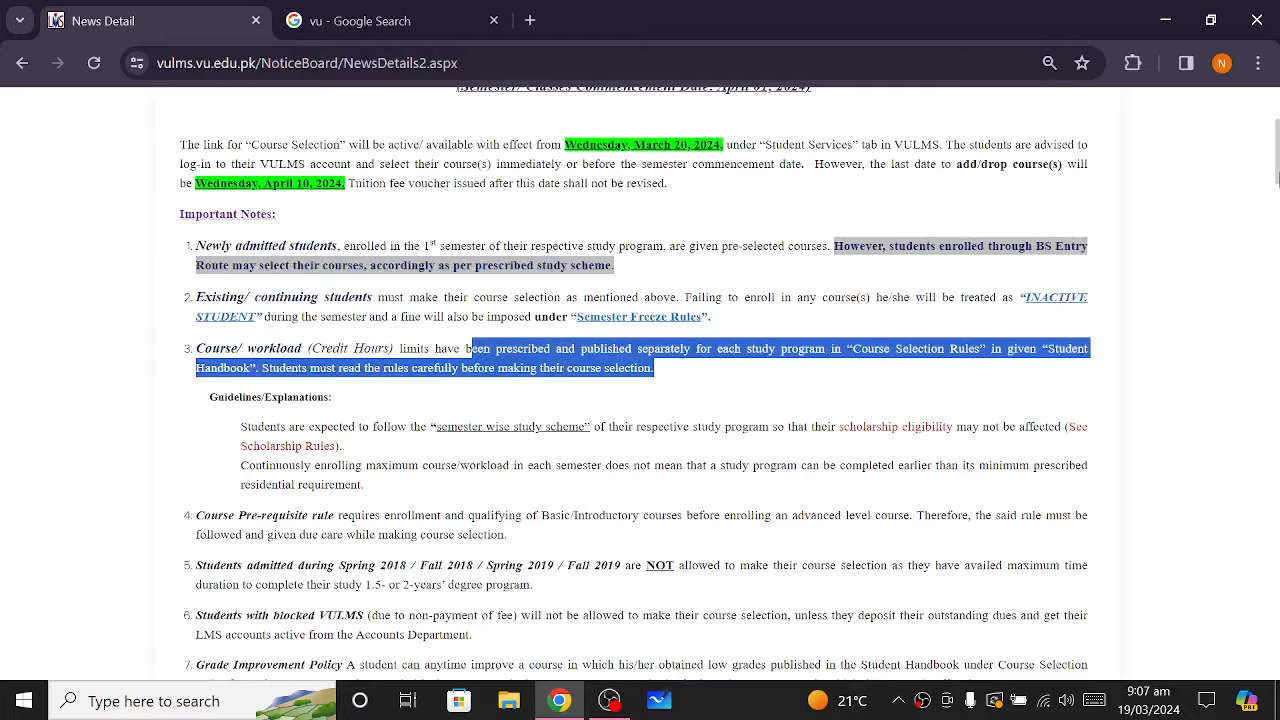 News Detail
vu - Google Search
vulms.vu.edu.pk/NoticeBoard/NewsDetails2.aspx
N
(Semester/ Classes Commencement Date: April 01, 2024)
The link for “Course Selection” will be active/ available with effect from Wednesday, March 20, 2024, under “Student Services” tab in VULMS. The students are advised to
log-in to their VULMS account and select their course(s) immediately or before the semester commencement date. However, the last date to add/drop course(s) will
be Wednesday, April 10, 2024. Tuition fee voucher issued after this date shall not be revised.
Important Notes:
1. Newly admitted students, enrolled in the 1st semester of their respective study program, are given pre-selected courses. However, students enrolled through BS Entry
Route may select their courses, accordingly as per prescribed study scheme.
2. Existing/ continuing students must make their course selection as mentioned above. Failing to enroll in any course(s) he/she will be treated as “INACTIVE
STUDENT” during the semester and a fine will also be imposed under “Semester Freeze Rules”.
3. Course/ workload (Credit Hours) limits have been prescribed and published separately for each study program in “Course Selection Rules” in given “Student
Handbook”. Students must read the rules carefully before making their course selection.
Guidelines/Explanations:
Students are expected to follow the “semester wise study scheme” of their respective study program so that their scholarship eligibility may not be affected (See
Scholarship Rules).
Continuously enrolling maximum course/workload in each semester does not mean that a study program can be completed earlier than its minimum prescribed
residential requirement.
4. Course Pre-requisite rule requires enrollment and qualifying of Basic/Introductory courses before enrolling an advanced level course. Therefore, the said rule must be
followed and given due care while making course selection.
5. Students admitted during Spring 2018 / Fall 2018 / Spring 2019 / Fall 2019 are NOT allowed to make their course selection as they have availed maximum time
duration to complete their study 1.5- or 2-years’ degree program.
6. Students with blocked VULMS (due to non-payment of fee) will not be allowed to make their course selection, unless they deposit their outstanding dues and get their
LMS accounts active from the Accounts Department.
7. Grade Improvement Policy A student can anytime improve a course in which his/her obtained low grades published in the Student Handbook under Course Selection
Type here to search
21°C
9:07 am
19/03/2024